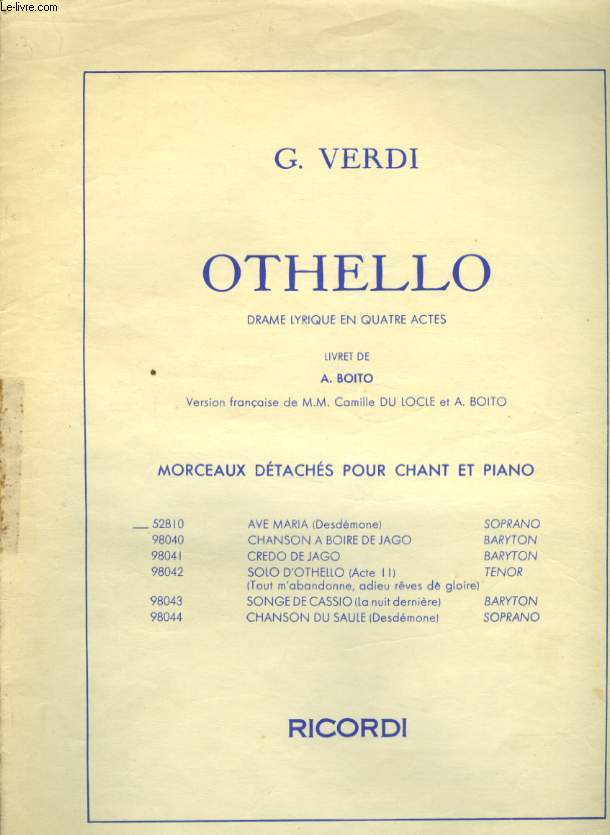 Le-livre.com
G. VERDI
OTHELLO
DRAME LYRIQUE EN QUATRE ACTES
LIVRET DE
A. BOITO
Version française de M.M. Camille DU LOCLE et A. BOITO
MORCEAUX DÉTACHÉS POUR CHANT ET PIANO
52810 AVE MARIA (Desdémone) SOPRANO
98040 CHANSON A BOIRE DE JAGO BARYTON
98041 CREDO DE JAGO BARYTON
98042 SOLO D'OTHELLO (Acte II) TENOR
(Tout m'abandonne, adieu rêves de gloire)
98043 SONGE DE CASSIO (La nuit dernière) BARYTON
98044 CHANSON DU SAULE (Desdémone) SOPRANO
RICORDI